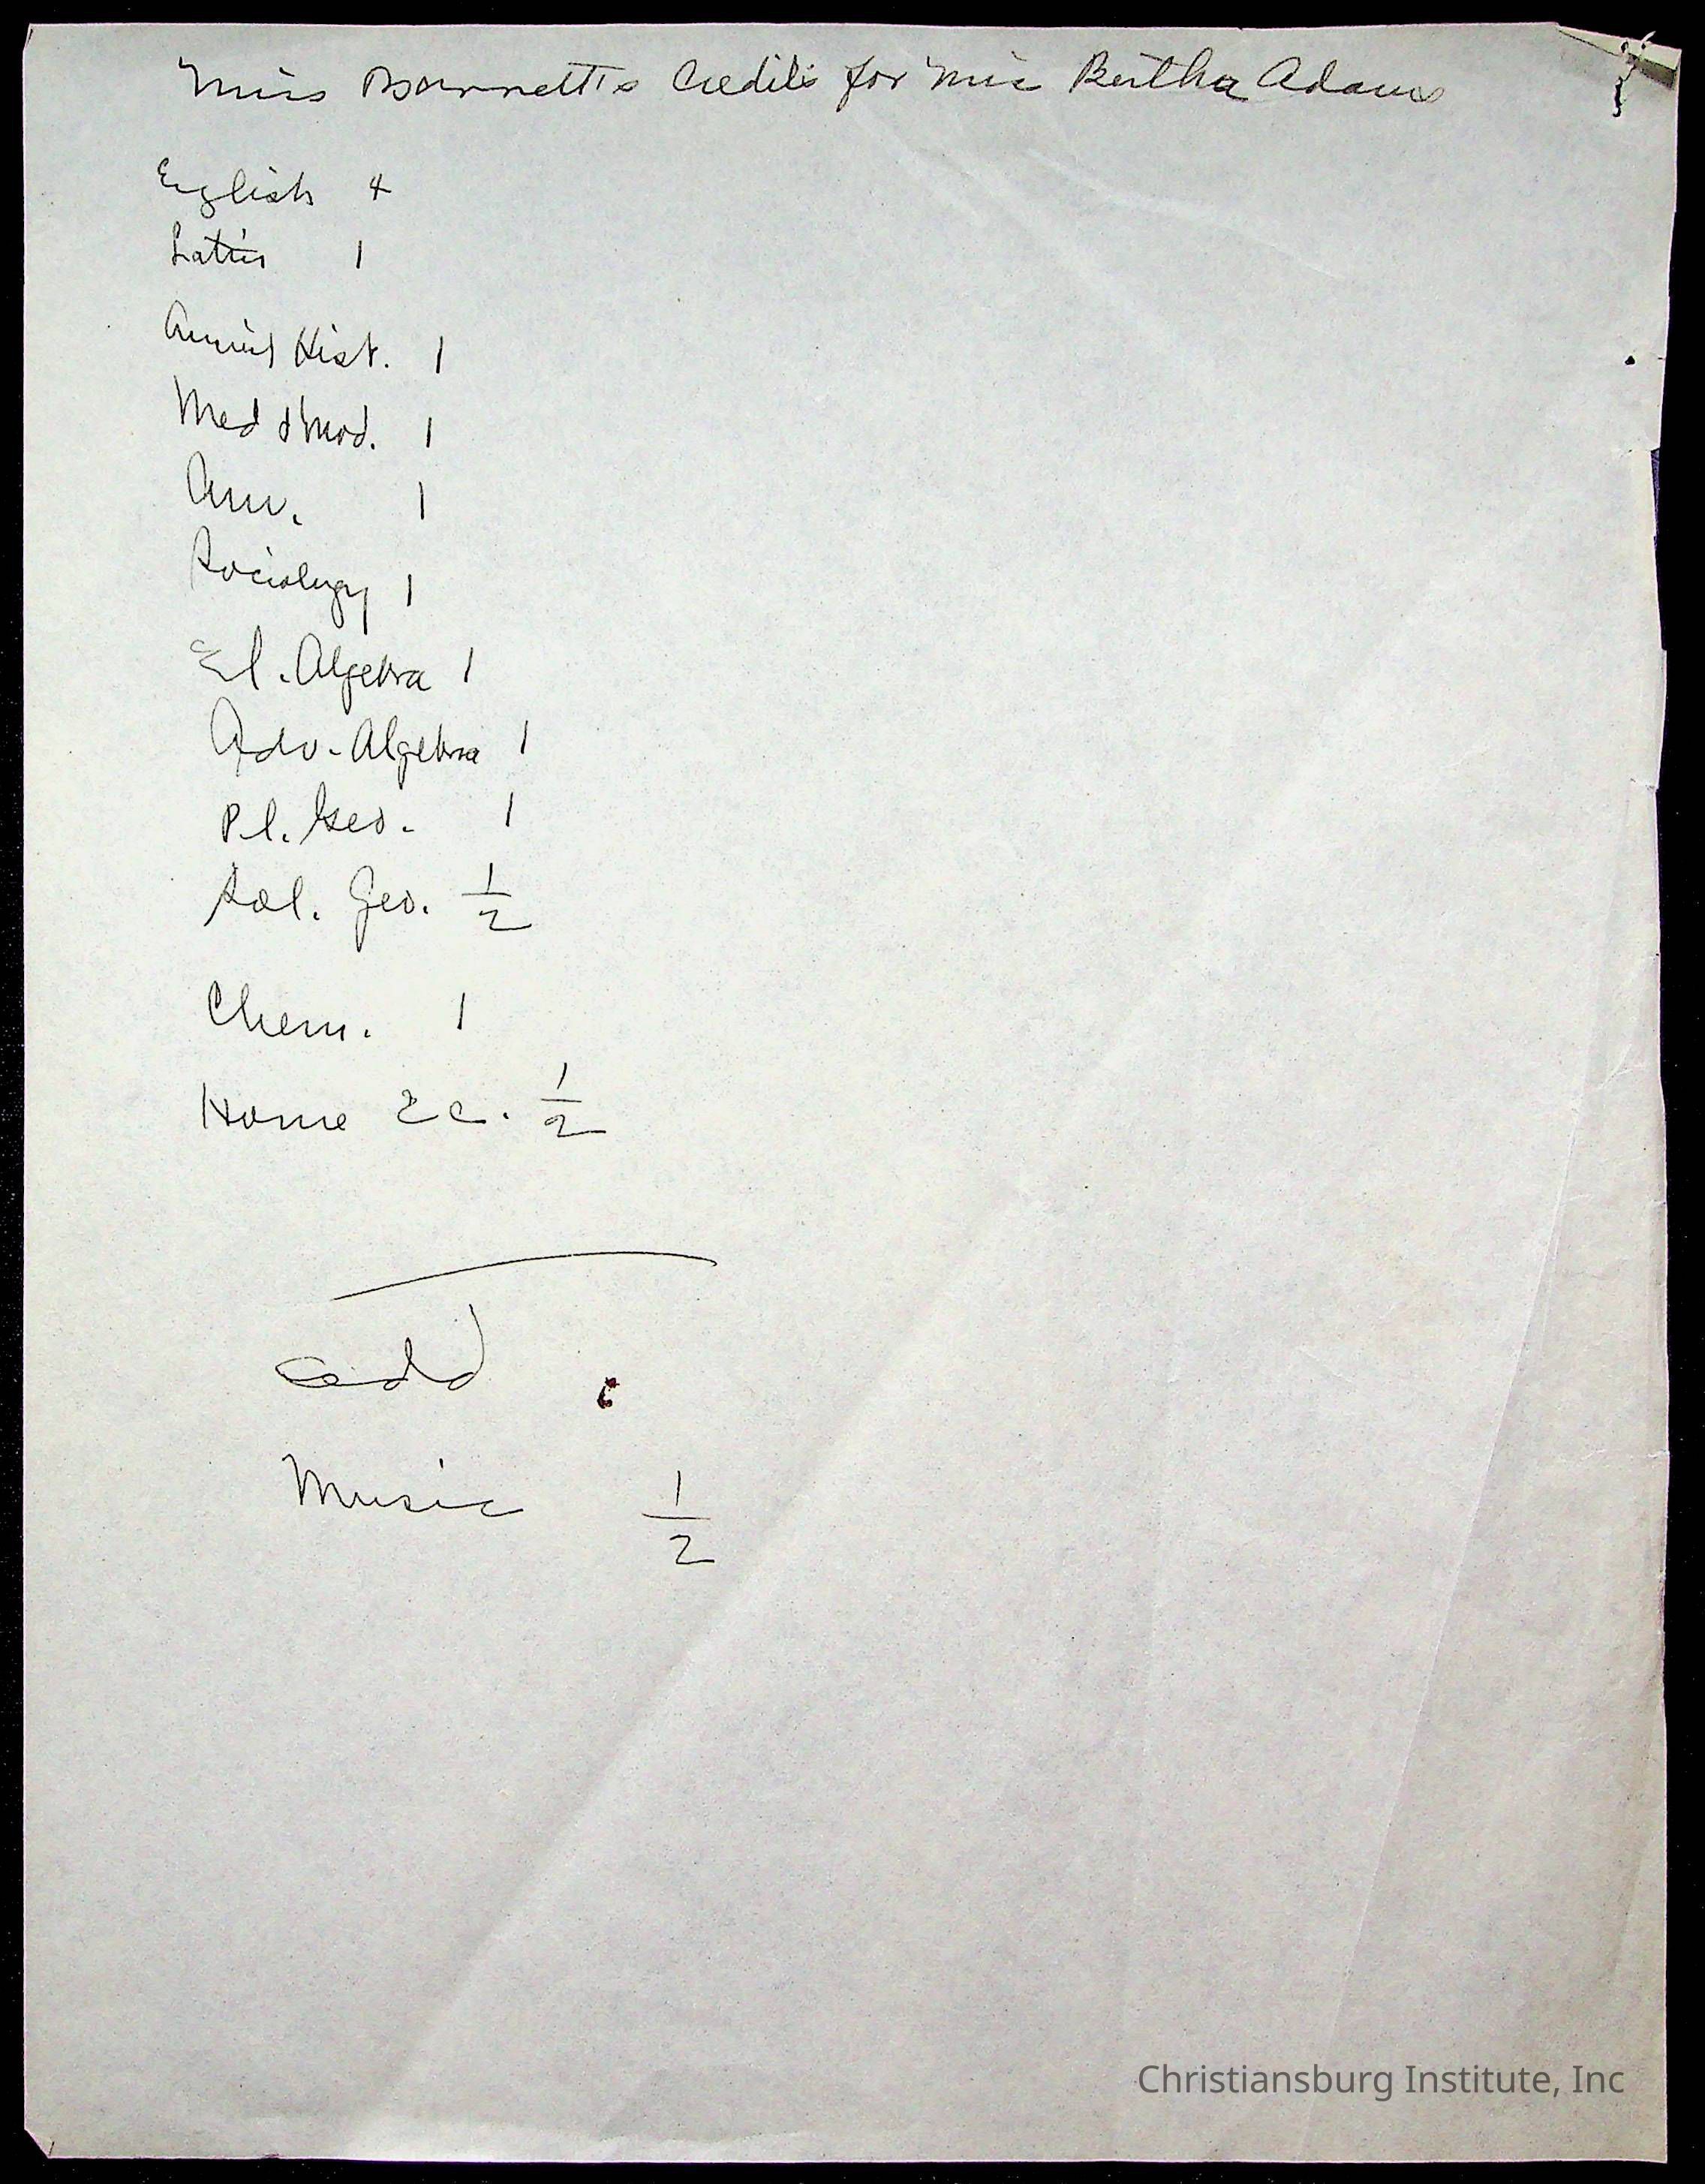 Miss Barnett's Credits for Miss Bertha Adams
English 4
Lattin 1
Hist. 1
Med & Mod. 1
Am. 1
Sociology 1
El. Algebra 1
Adv. Algebra 1
Pl. Geo. 1
Sol. Geo. 1/2
Chem. 1
Home Ec. 1/2
add
Music 1/2
Christiansburg Institute, Inc